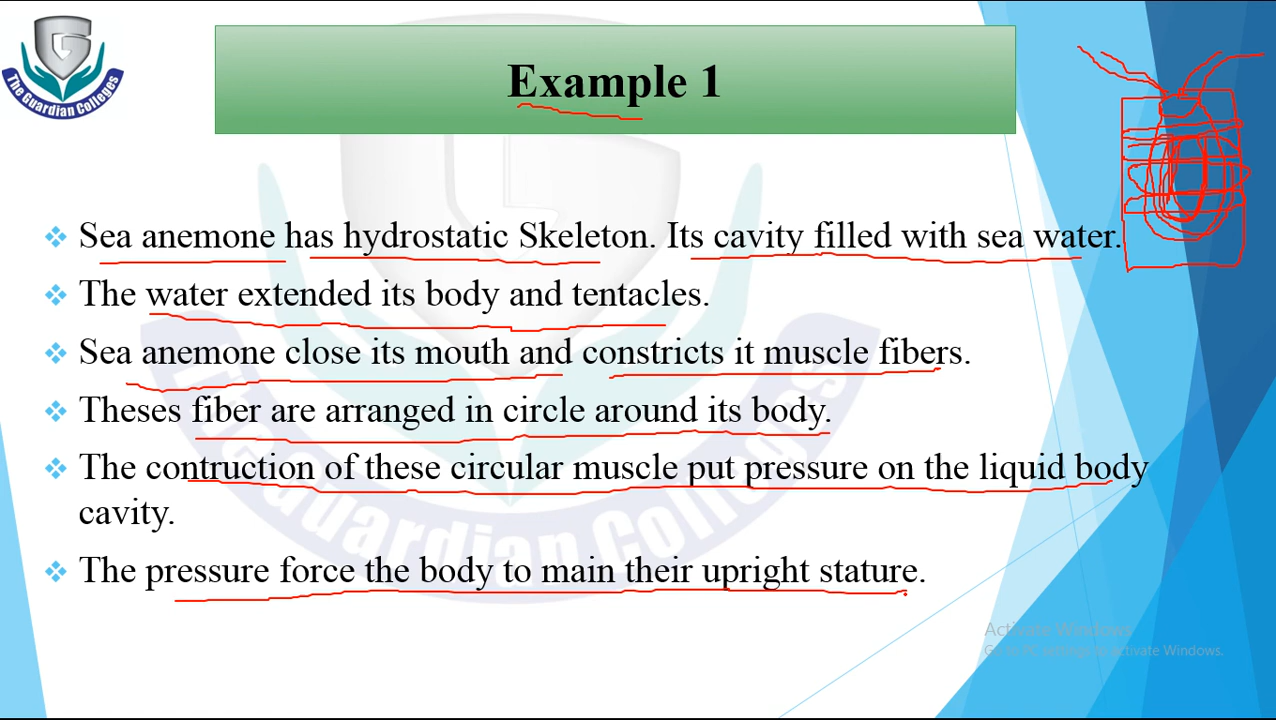 The Guardian Colleges
Example 1
Sea anemone has hydrostatic Skeleton. Its cavity filled with sea water.
The water extended its body and tentacles.
Sea anemone close its mouth and constricts it muscle fibers.
Theses fiber are arranged in circle around its body.
The contruction of these circular muscle put pressure on the liquid body
cavity.
The pressure force the body to main their upright stature.
The Guardian Colleges
Activate Windows
Go to PC settings to activate Windows.